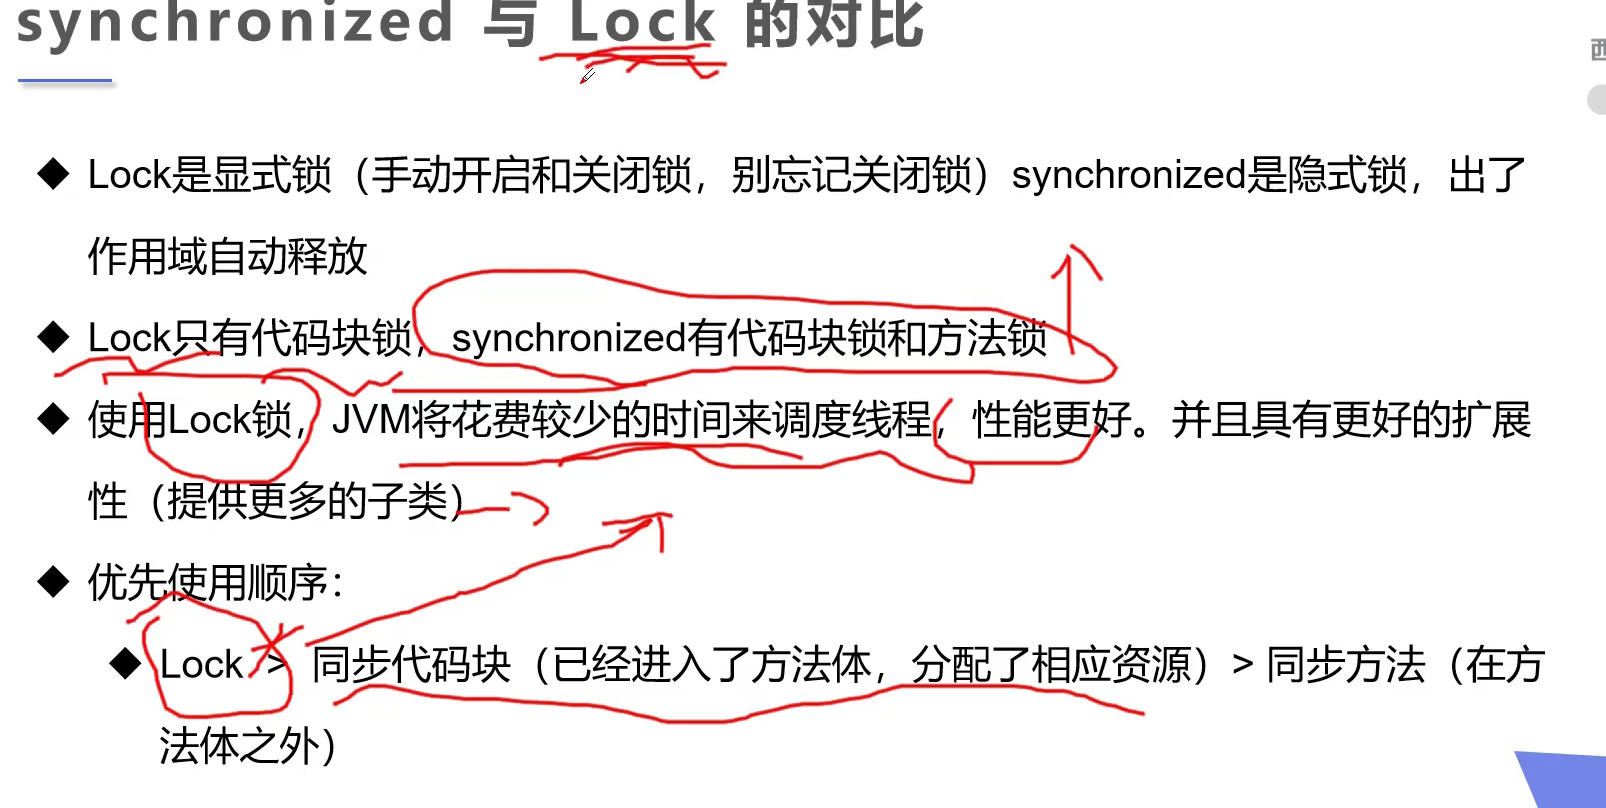 synchronized 与 Lock 的对比
◆ Lock是显式锁（手动开启和关闭锁，别忘记关闭锁）synchronized是隐式锁，出了
作用域自动释放
◆ Lock只有代码块锁，synchronized有代码块锁和方法锁
◆ 使用Lock锁，JVM将花费较少的时间来调度线程，性能更好。并且具有更好的扩展
性（提供更多的子类）
◆ 优先使用顺序：
◆ Lock > 同步代码块（已经进入了方法体，分配了相应资源）> 同步方法（在方
法体之外）